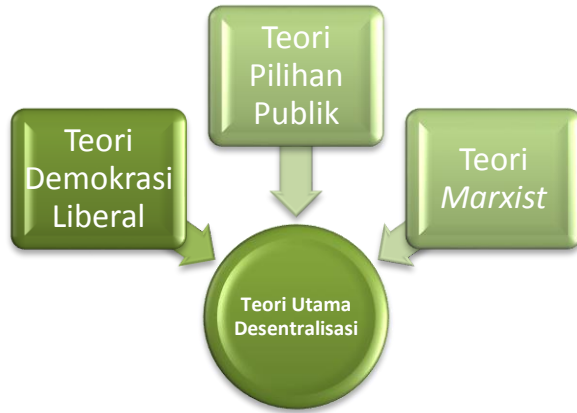 Teori
Pilihan
Publik
Teori
Demokrasi
Liberal
Teori
Marxist
Teori Utama
Desentralisasi